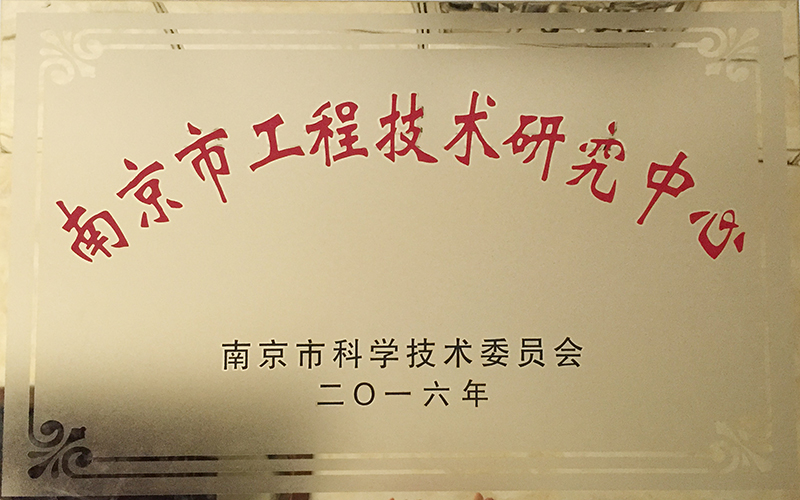 南京市工程技术研究中心
南京市科学技术委员会
二〇一六年